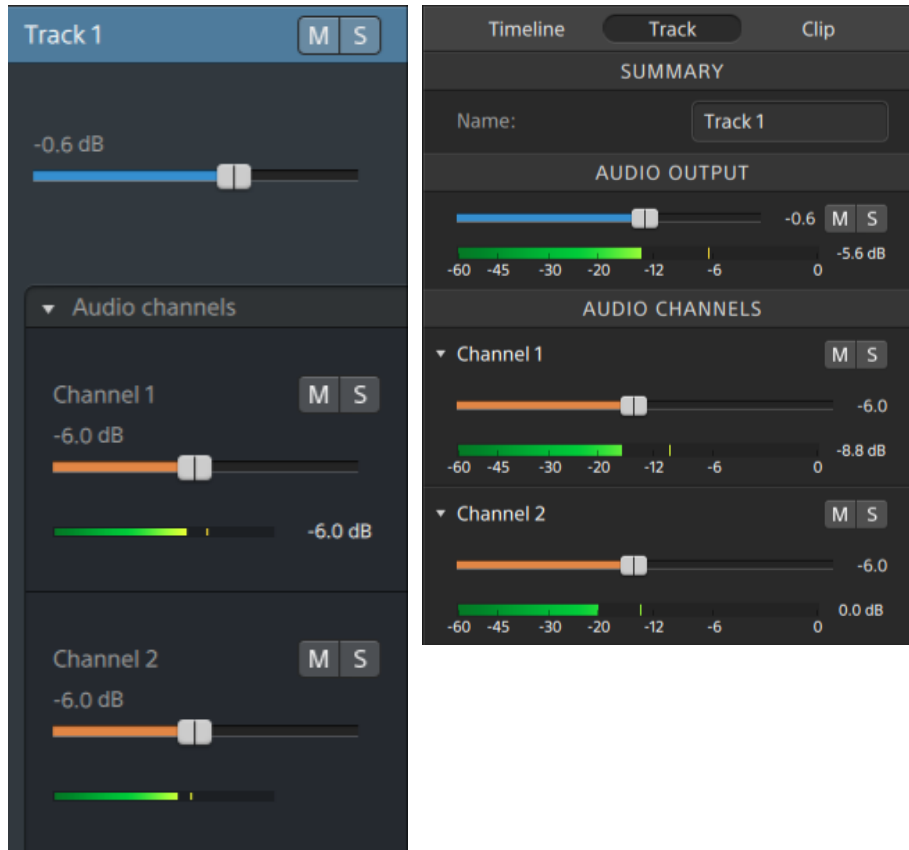 Track 1 M S
-0.6 dB
Audio channels
Channel 1 M S
-6.0 dB
-6.0 dB
Channel 2 M S
-6.0 dB
Timeline Track Clip
SUMMARY
Name: Track 1
AUDIO OUTPUT
-0.6 M S
-5.6 dB
-60 -45 -30 -20 -12 -6 0
AUDIO CHANNELS
Channel 1 M S
-6.0
-8.8 dB
-60 -45 -30 -20 -12 -6 0
Channel 2 M S
-6.0
0.0 dB
-60 -45 -30 -20 -12 -6 0